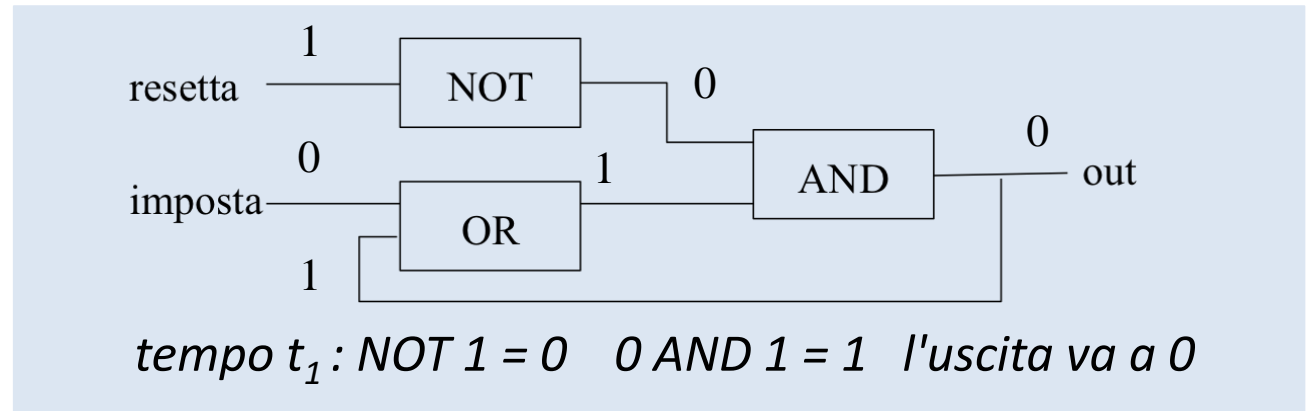 1
resetta NOT 0
0
imposta 1 AND out
0
OR
1
tempo t₁ : NOT 1 = 0 0 AND 1 = 1 l'uscita va a 0